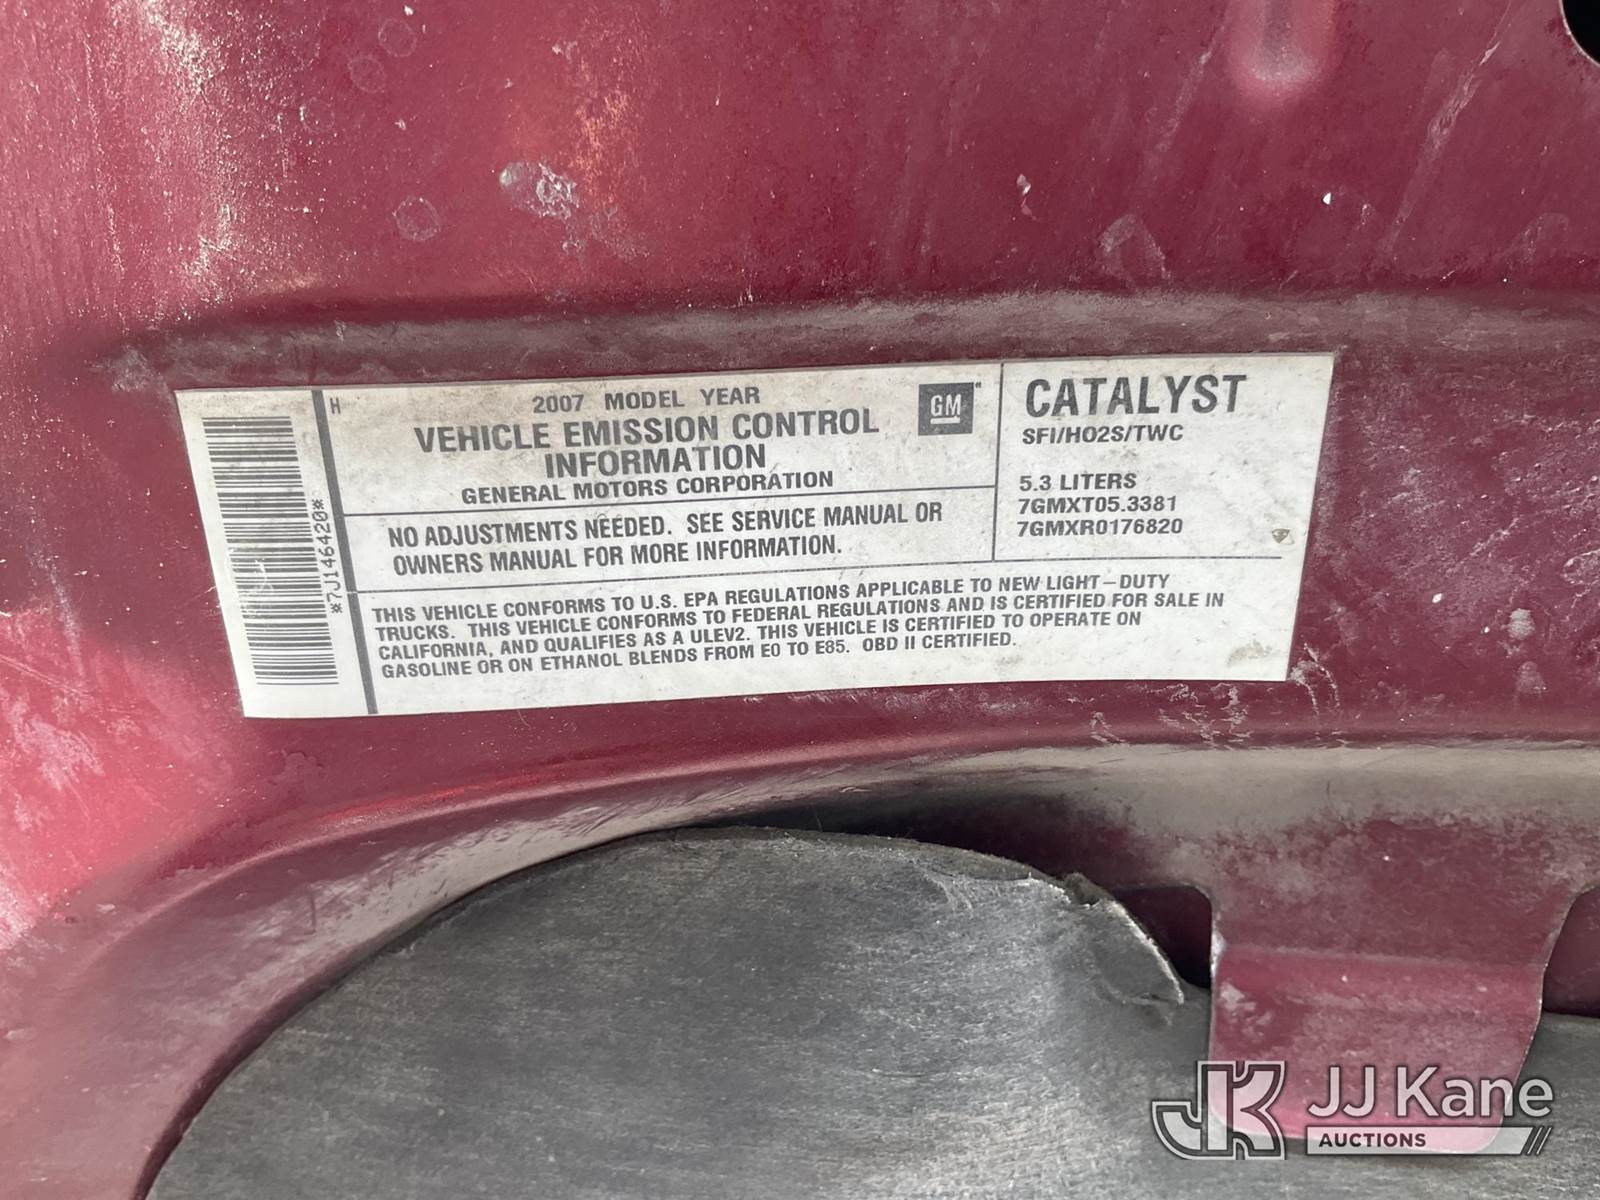 *7J146420*
H
2007 MODEL YEAR
VEHICLE EMISSION CONTROL
INFORMATION
GENERAL MOTORS CORPORATION
GM
NO ADJUSTMENTS NEEDED. SEE SERVICE MANUAL OR
OWNERS MANUAL FOR MORE INFORMATION.
CATALYST
SFI/HO2S/TWC
5.3 LITERS
7GMXT05.3381
7GMXR0176820
THIS VEHICLE CONFORMS TO U.S. EPA REGULATIONS APPLICABLE TO NEW LIGHT-DUTY
TRUCKS. THIS VEHICLE CONFORMS TO FEDERAL REGULATIONS AND IS CERTIFIED FOR SALE IN
CALIFORNIA, AND QUALIFIES AS A ULEV2. THIS VEHICLE IS CERTIFIED TO OPERATE ON
GASOLINE OR ON ETHANOL BLENDS FROM E0 TO E85. OBD II CERTIFIED.
JK JJ Kane
AUCTIONS